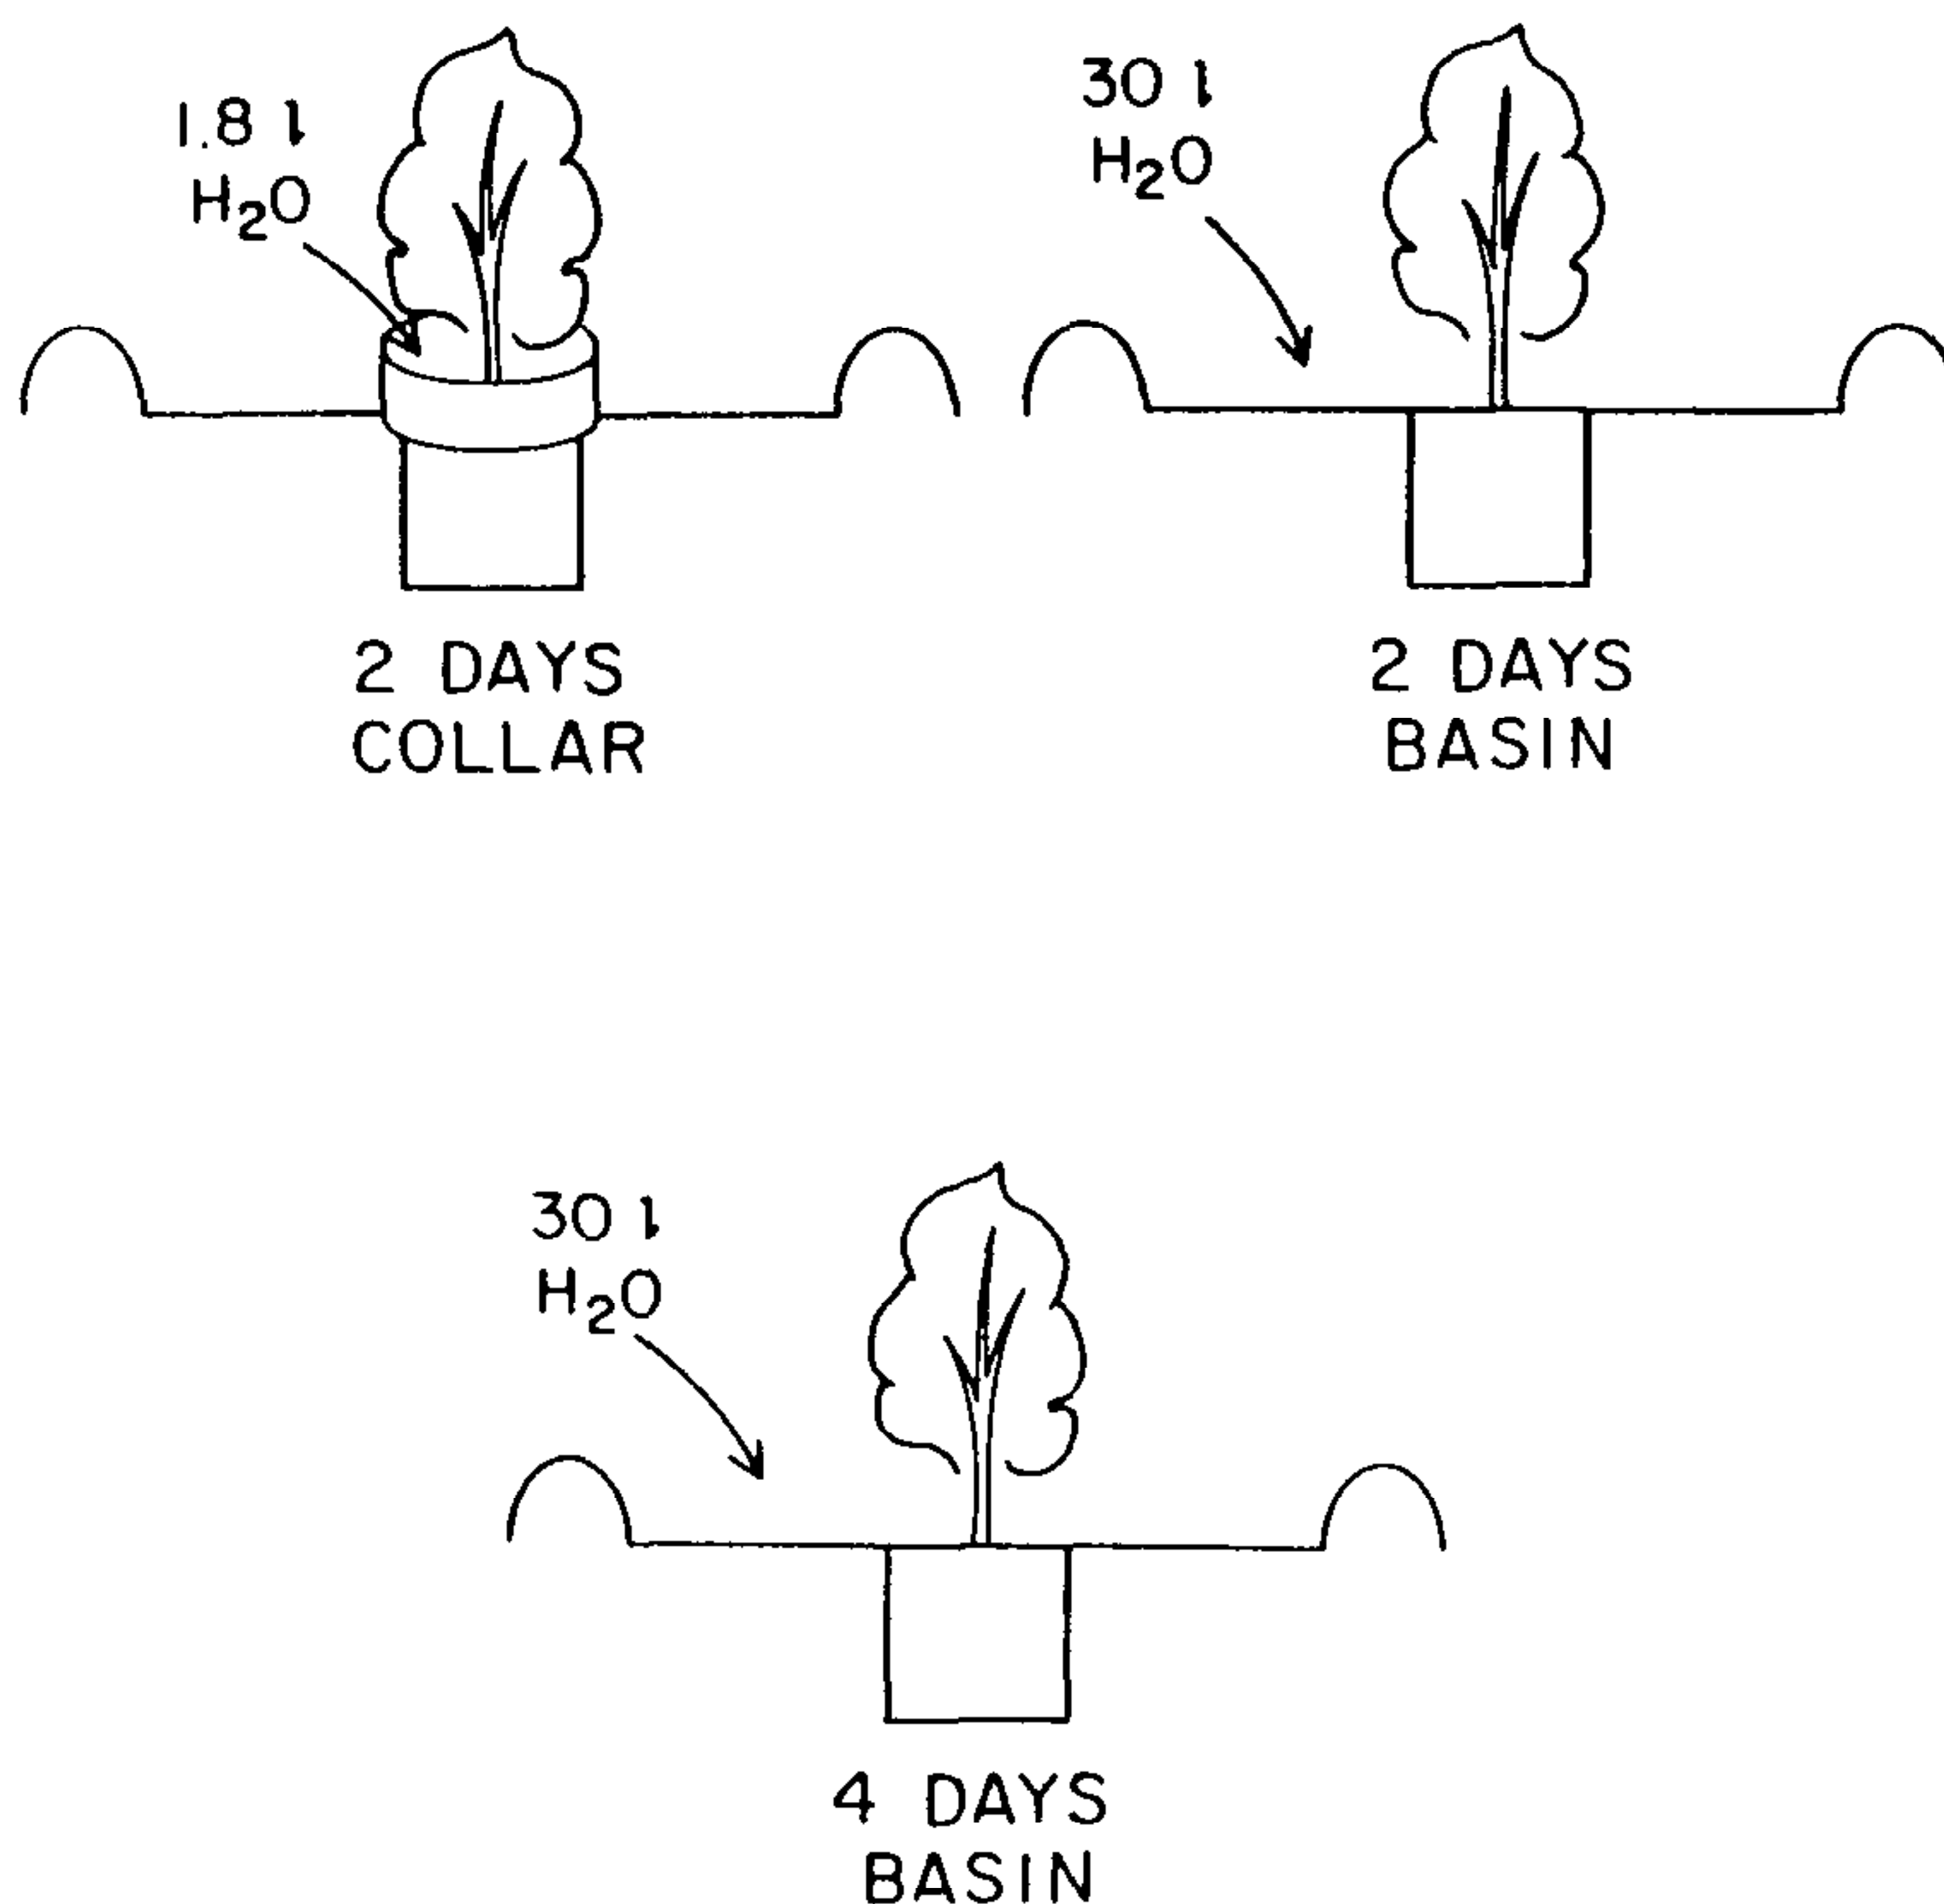 1.8 l
H₂O
2 DAYS
COLLAR
30 l
H₂O
2 DAYS
BASIN
30 l
H₂O
4 DAYS
BASIN